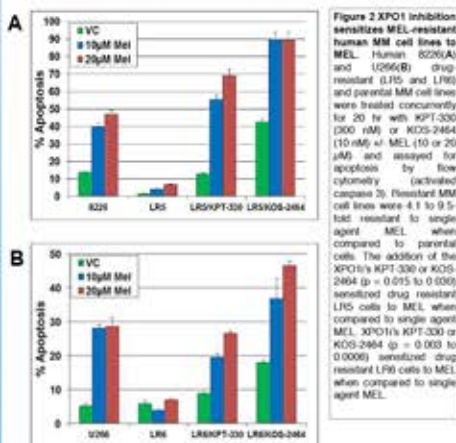 A
100
90
80
70
60
50
40
30
20
10
0
% Apoptosis
VC
10µM Mel
20µM Mel
8226 LR5 LR5/KPT-330 LR5/KOS-2464
B
50
40
30
20
10
0
% Apoptosis
VC
10µM Mel
20µM Mel
U266 LR6 LR6/KPT-330 LR6/KOS-2464
Figure 2 XPO1 inhibition
sensitizes MEL-resistant
human MM cell lines to
MEL. Human 8226(A)
and U266(B) drug-
resistant (LR5 and LR6)
and parental MM cell lines
were treated concurrently
for 20 hr with KPT-330
(300 nM) or KOS-2464
(10 nM) +/- MEL (10 or 20
µM) and assayed for
apoptosis by flow
cytometry (activated
caspase 3). Resistant MM
cell lines were 4.1 to 9.5-
fold resistant to single
agent MEL when
compared to parental
cells. The addition of the
XPO1i's KPT-330 or KOS-
2464 (p = 0.015 to 0.030)
sensitized drug resistant
LR5 cells to MEL when
compared to single agent
MEL. XPO1i's KPT-330 or
KOS-2464 (p = 0.003 to
0.0006) sensitized drug
resistant LR6 cells to MEL
when compared to single
agent MEL.